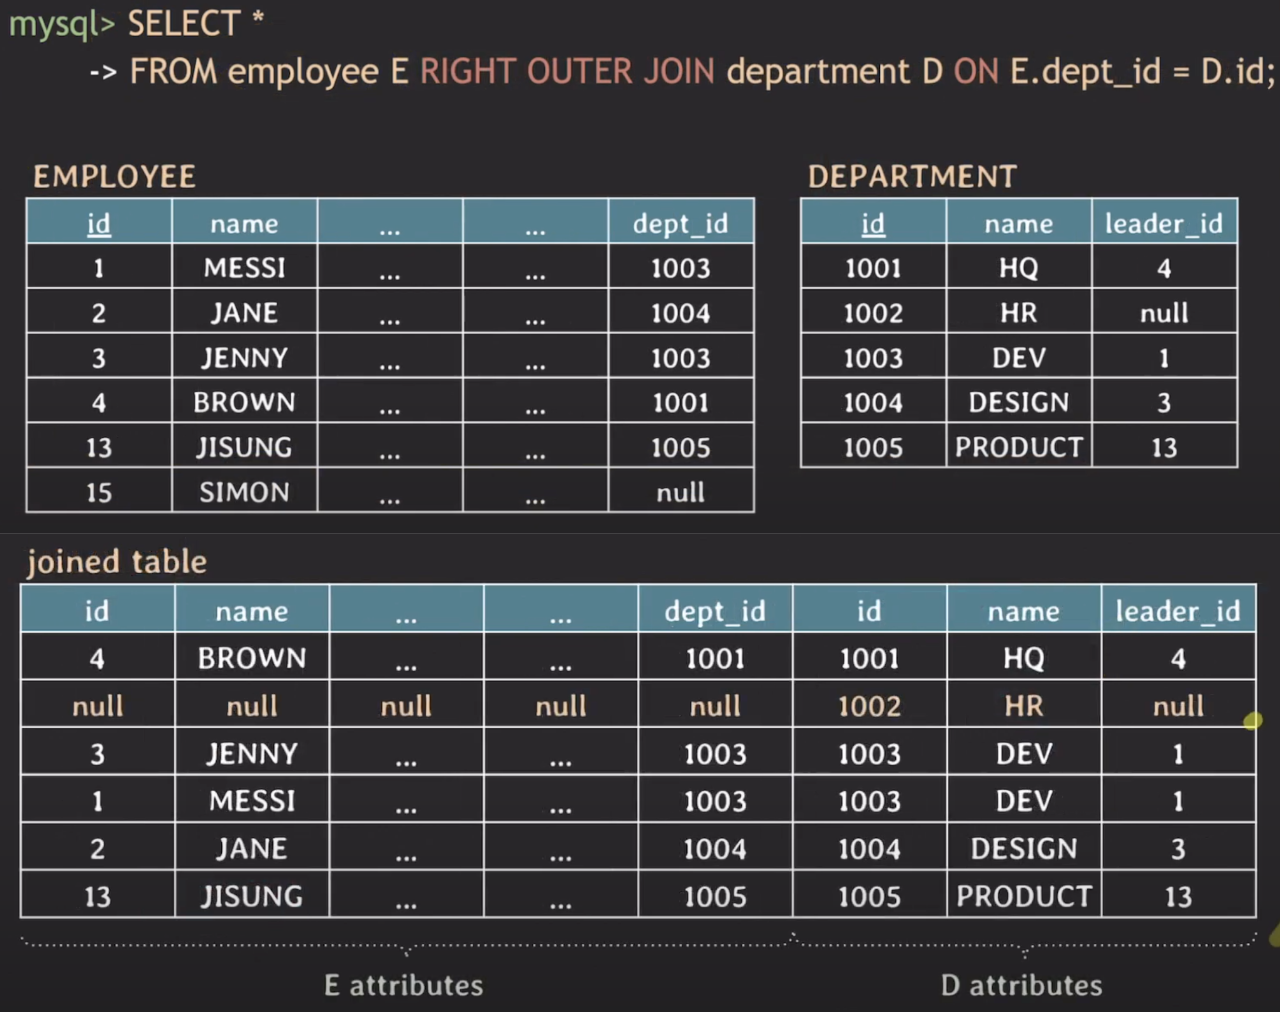 mysql> SELECT *
-> FROM employee E RIGHT OUTER JOIN department D ON E.dept_id = D.id;
EMPLOYEE
id name ... ... dept_id
1 MESSI ... ... 1003
2 JANE ... ... 1004
3 JENNY ... ... 1003
4 BROWN ... ... 1001
13 JISUNG ... ... 1005
15 SIMON ... ... null
DEPARTMENT
id name leader_id
1001 HQ 4
1002 HR null
1003 DEV 1
1004 DESIGN 3
1005 PRODUCT 13
joined table
id name ... ... dept_id id name leader_id
4 BROWN ... ... 1001 1001 HQ 4
null null null null null 1002 HR null
3 JENNY ... ... 1003 1003 DEV 1
1 MESSI ... ... 1003 1003 DEV 1
2 JANE ... ... 1004 1004 DESIGN 3
13 JISUNG ... ... 1005 1005 PRODUCT 13
E attributes D attributes